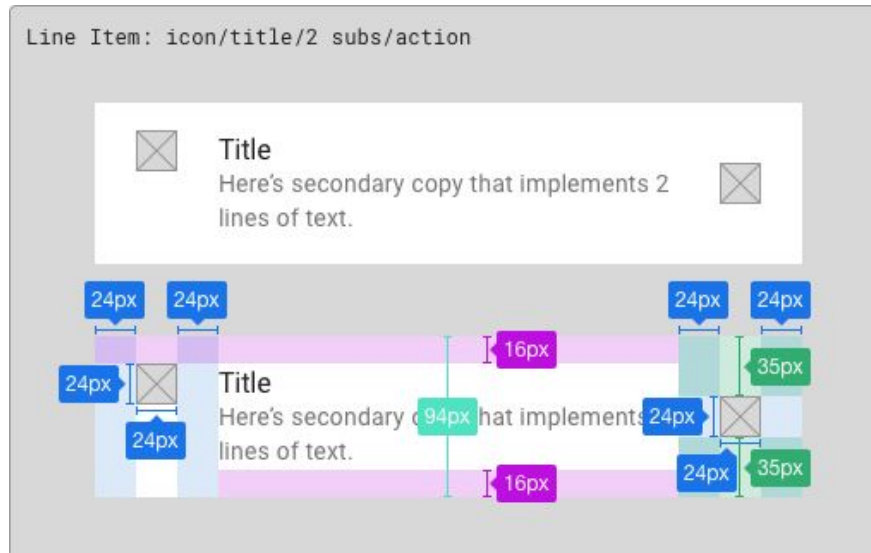 Line Item: icon/title/2 subs/action
Title
Here's secondary copy that implements 2
lines of text.
24px 24px 24px 24px
16px
35px
24px
Title
Here's secondary c 94px hat implements 24px
24px
lines of text.
24px
35px
16px